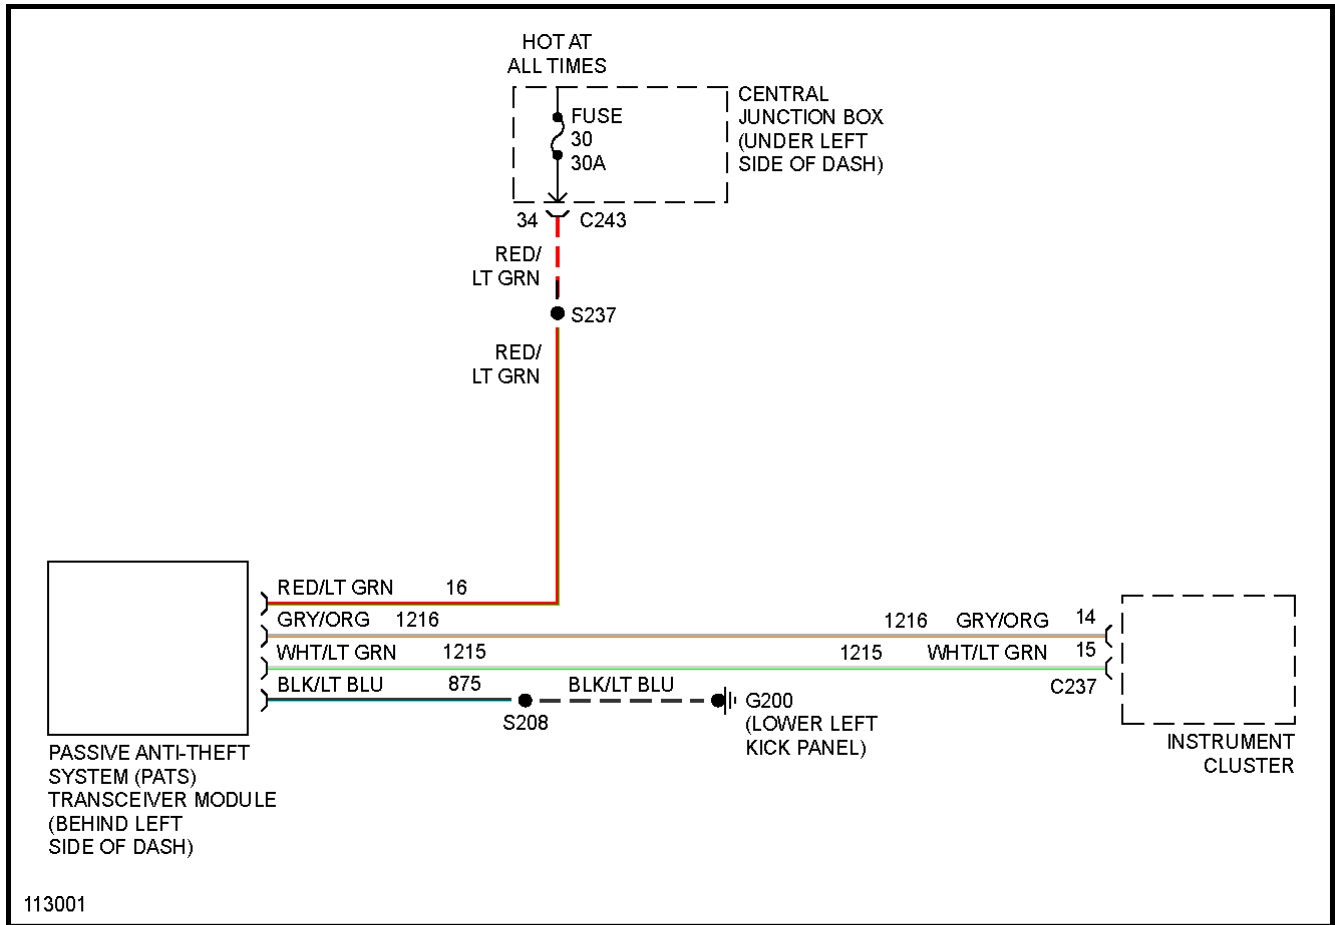 HOT AT
ALL TIMES
FUSE
30
30A
CENTRAL
JUNCTION BOX
(UNDER LEFT
SIDE OF DASH)
34 C243
RED/
LT GRN
S237
RED/
LT GRN
RED/LT GRN 16
GRY/ORG 1216
1216 GRY/ORG 14
WHT/LT GRN 1215
1215 WHT/LT GRN 15
BLK/LT BLU 875
BLK/LT BLU
C237
S208
G200
(LOWER LEFT
KICK PANEL)
PASSIVE ANTI-THEFT
SYSTEM (PATS)
TRANSCEIVER MODULE
(BEHIND LEFT
SIDE OF DASH)
INSTRUMENT
CLUSTER
113001